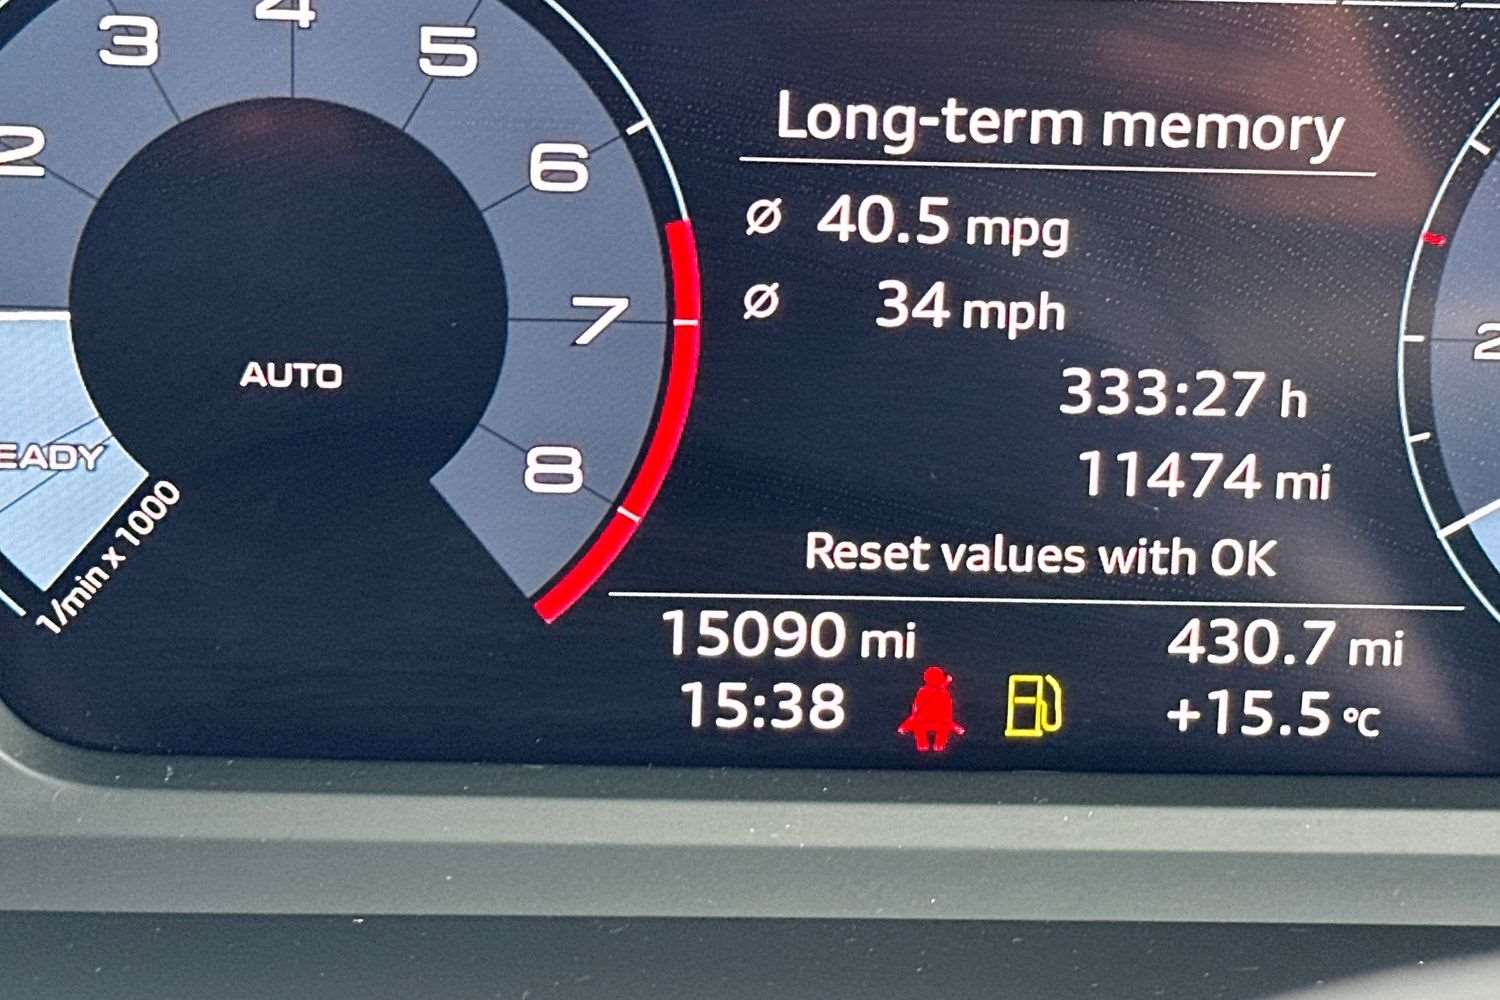 2
3
4
5
6
7
8
AUTO
EADY
1/min x 1000
Long-term memory
ø 40.5 mpg
ø 34 mph
333:27 h
11474 mi
Reset values with OK
15090 mi 430.7 mi
15:38 +15.5 °C
2